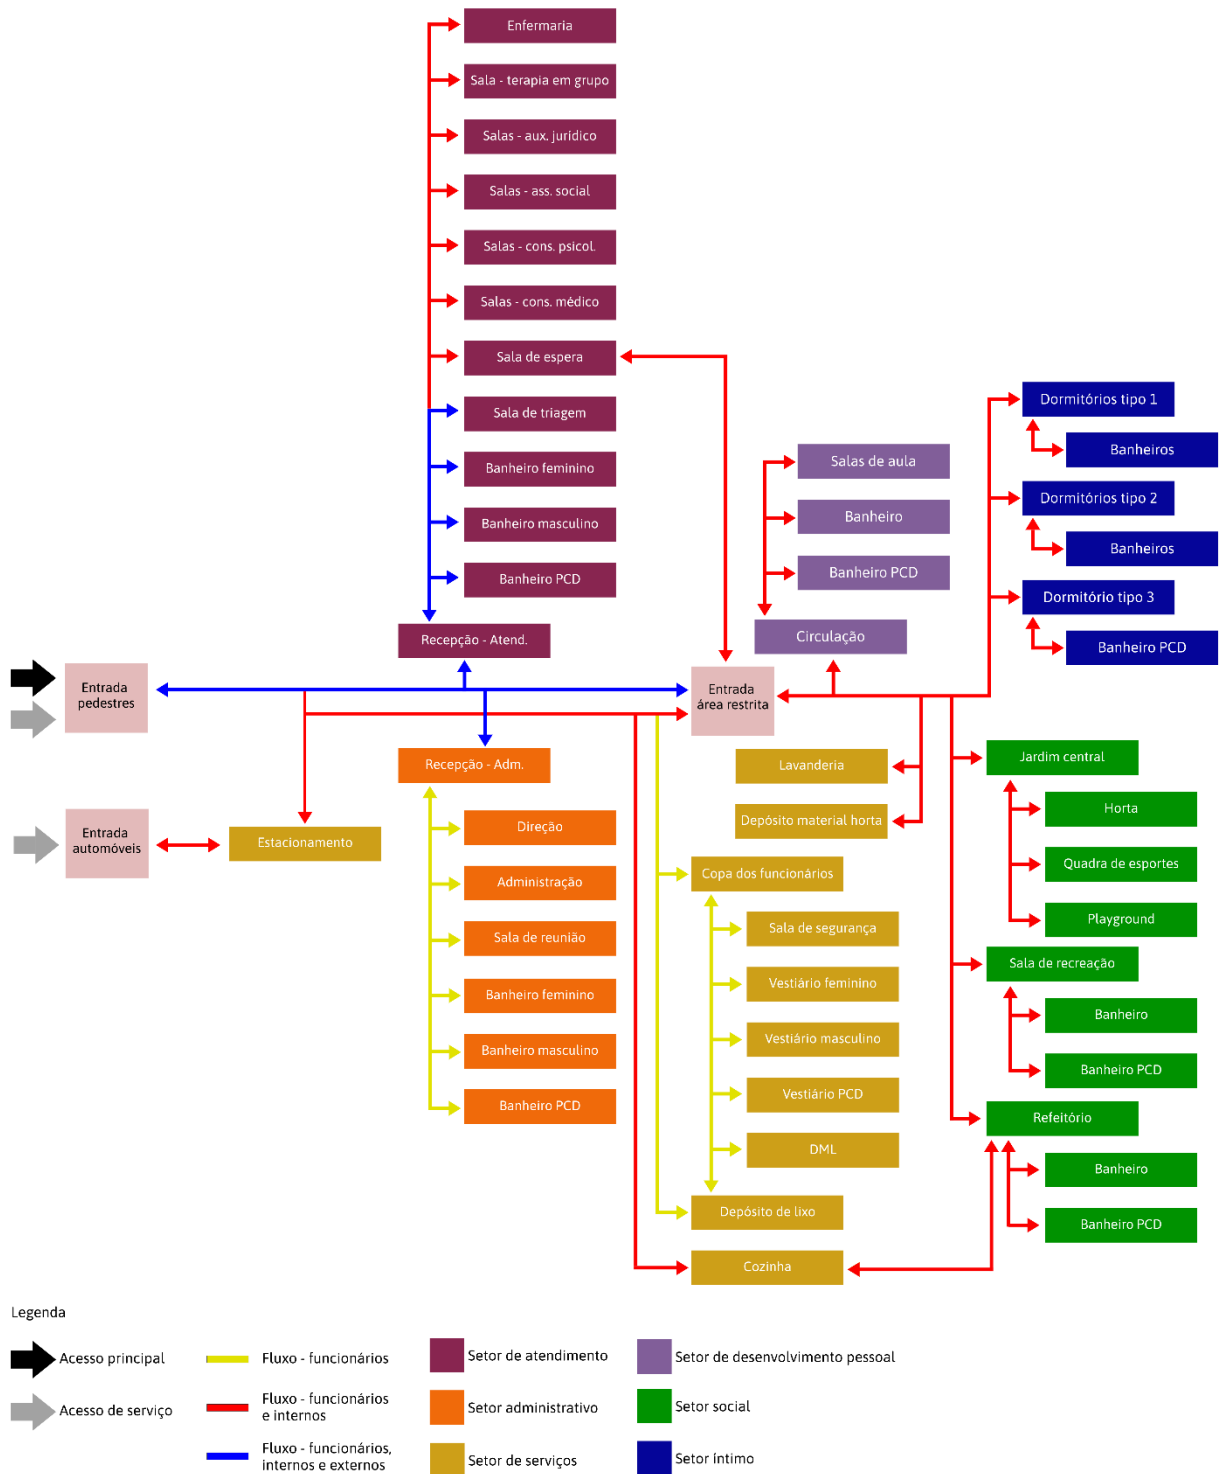 Enfermaria
Sala - terapia em grupo
Salas - aux. jurídico
Salas - ass. social
Salas - cons. psicol.
Salas - cons. médico
Sala de espera
Sala de triagem
Banheiro feminino
Banheiro masculino
Banheiro PCD
Recepção - Atend.
Salas de aula
Banheiro
Banheiro PCD
Circulação
Dormitórios tipo 1
Banheiros
Dormitórios tipo 2
Banheiros
Dormitório tipo 3
Banheiro PCD
Entrada
pedestres
Entrada
área restrita
Recepção - Adm.
Direção
Administração
Sala de reunião
Banheiro feminino
Banheiro masculino
Banheiro PCD
Entrada
automóveis
Estacionamento
Lavanderia
Depósito material horta
Copa dos funcionários
Sala de segurança
Vestiário feminino
Vestiário masculino
Vestiário PCD
DML
Depósito de lixo
Cozinha
Jardim central
Horta
Quadra de esportes
Playground
Sala de recreação
Banheiro
Banheiro PCD
Refeitório
Banheiro
Banheiro PCD
Legenda
Acesso principal
Acesso de serviço
Fluxo - funcionários
Fluxo - funcionários
e internos
Fluxo - funcionários,
internos e externos
Setor de atendimento
Setor administrativo
Setor de serviços
Setor de desenvolvimento pessoal
Setor social
Setor íntimo